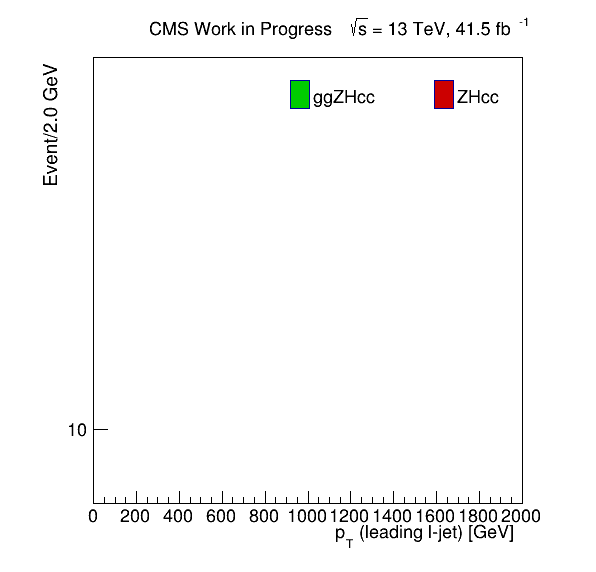 CMS Work in Progress √s = 13 TeV, 41.5 fb -1
Event/2.0 GeV
ggZHcc ZHcc
10
0 200 400 600 800 1000 1200 1400 1600 1800 2000
pT (leading l-jet) [GeV]